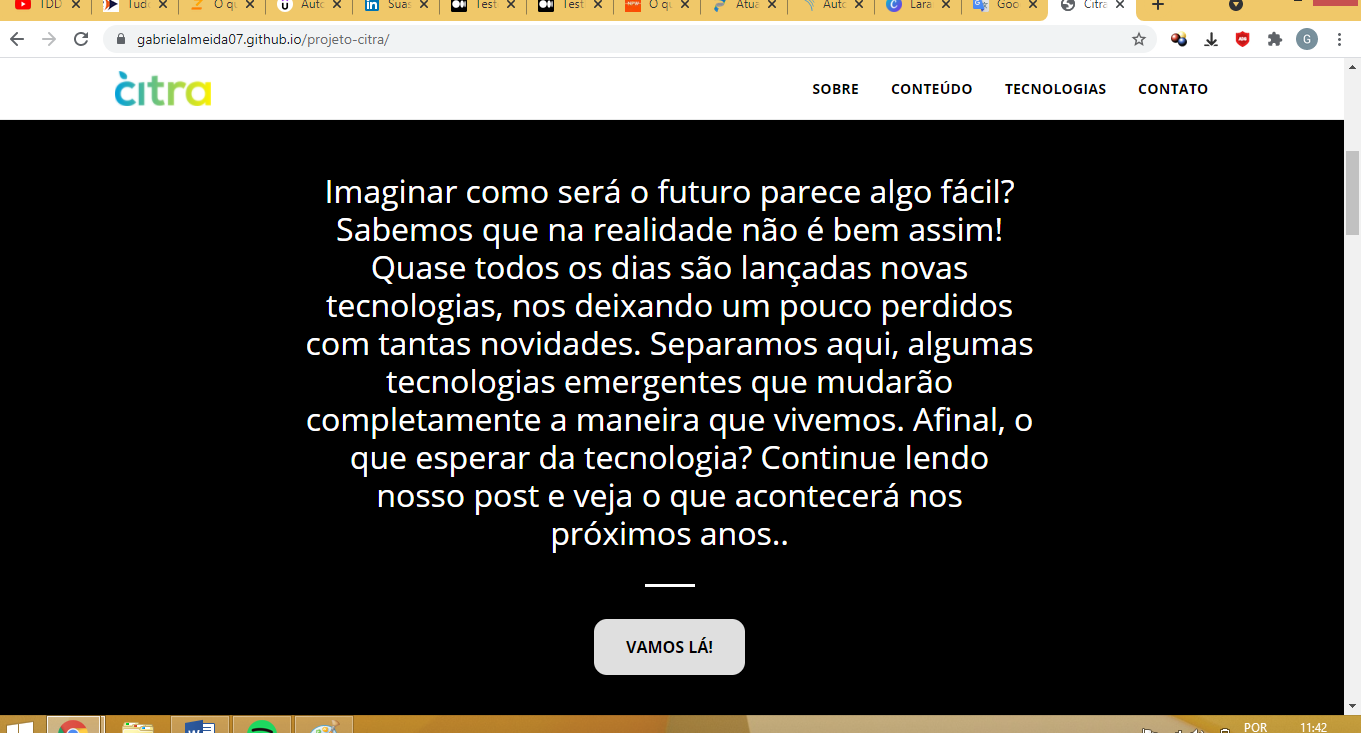 TDD
Tudo
O qu
Auto
Suas
Test
Test
O qu
Atua
Auto
Lara
Goo
Citra
gabrielalmeida07.github.io/projeto-citra/
G
citra
SOBRE CONTEÚDO TECNOLOGIAS CONTATO
Imaginar como será o futuro parece algo fácil?
Sabemos que na realidade não é bem assim!
Quase todos os dias são lançadas novas
tecnologias, nos deixando um pouco perdidos
com tantas novidades. Separamos aqui, algumas
tecnologias emergentes que mudarão
completamente a maneira que vivemos. Afinal, o
que esperar da tecnologia? Continue lendo
nosso post e veja o que acontecerá nos
próximos anos..
VAMOS LÁ!
POR 11:42